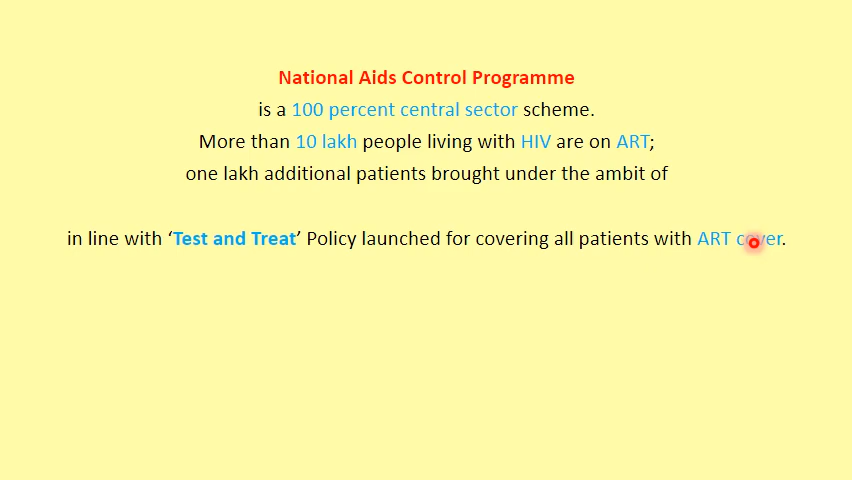 National Aids Control Programme
is a 100 percent central sector scheme.
More than 10 lakh people living with HIV are on ART;
one lakh additional patients brought under the ambit of
in line with ‘Test and Treat’ Policy launched for covering all patients with ART cover.